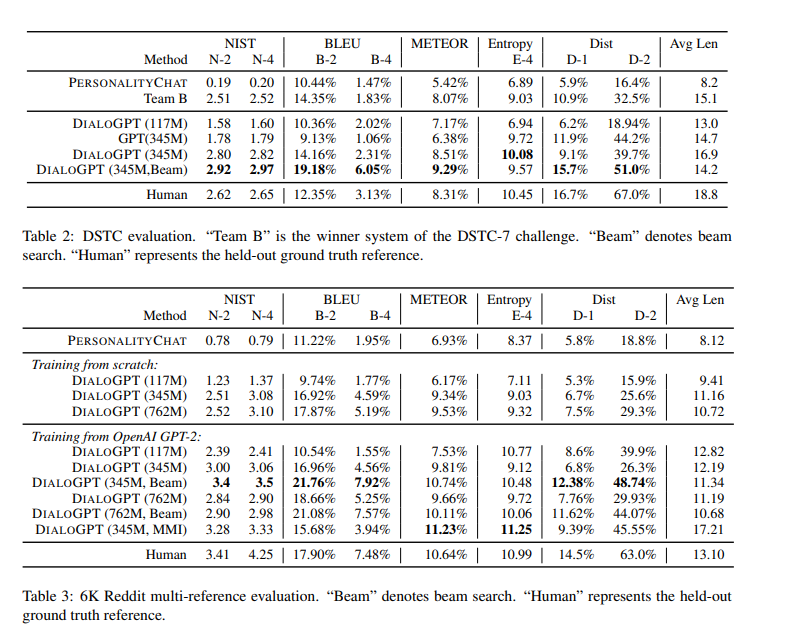 NIST BLEU METEOR Entropy Dist Avg Len
Method N-2 N-4 B-2 B-4 E-4 D-1 D-2
PERSONALITYCHAT 0.19 0.20 10.44% 1.47% 5.42% 6.89 5.9% 16.4% 8.2
Team B 2.51 2.52 14.35% 1.83% 8.07% 9.03 10.9% 32.5% 15.1
DIALOGPT (117M) 1.58 1.60 10.36% 2.02% 7.17% 6.94 6.2% 18.94% 13.0
GPT(345M) 1.78 1.79 9.13% 1.06% 6.38% 9.72 11.9% 44.2% 14.7
DIALOGPT (345M) 2.80 2.82 14.16% 2.31% 8.51% 10.08 9.1% 39.7% 16.9
DIALOGPT (345M,Beam) 2.92 2.97 19.18% 6.05% 9.29% 9.57 15.7% 51.0% 14.2
Human 2.62 2.65 12.35% 3.13% 8.31% 10.45 16.7% 67.0% 18.8
Table 2: DSTC evaluation. “Team B” is the winner system of the DSTC-7 challenge. “Beam” denotes beam
search. “Human” represents the held-out ground truth reference.
NIST BLEU METEOR Entropy Dist Avg Len
Method N-2 N-4 B-2 B-4 E-4 D-1 D-2
PERSONALITYCHAT 0.78 0.79 11.22% 1.95% 6.93% 8.37 5.8% 18.8% 8.12
Training from scratch:
DIALOGPT (117M) 1.23 1.37 9.74% 1.77% 6.17% 7.11 5.3% 15.9% 9.41
DIALOGPT (345M) 2.51 3.08 16.92% 4.59% 9.34% 9.03 6.7% 25.6% 11.16
DIALOGPT (762M) 2.52 3.10 17.87% 5.19% 9.53% 9.32 7.5% 29.3% 10.72
Training from OpenAI GPT-2:
DIALOGPT (117M) 2.39 2.41 10.54% 1.55% 7.53% 10.77 8.6% 39.9% 12.82
DIALOGPT (345M) 3.00 3.06 16.96% 4.56% 9.81% 9.12 6.8% 26.3% 12.19
DIALOGPT (345M, Beam) 3.4 3.5 21.76% 7.92% 10.74% 10.48 12.38% 48.74% 11.34
DIALOGPT (762M) 2.84 2.90 18.66% 5.25% 9.66% 9.72 7.76% 29.93% 11.19
DIALOGPT (762M, Beam) 2.90 2.98 21.08% 7.57% 10.11% 10.06 11.62% 44.07% 10.68
DIALOGPT (345M, MMI) 3.28 3.33 15.68% 3.94% 11.23% 11.25 9.39% 45.55% 17.21
Human 3.41 4.25 17.90% 7.48% 10.64% 10.99 14.5% 63.0% 13.10
Table 3: 6K Reddit multi-reference evaluation. “Beam” denotes beam search. “Human” represents the held-out
ground truth reference.